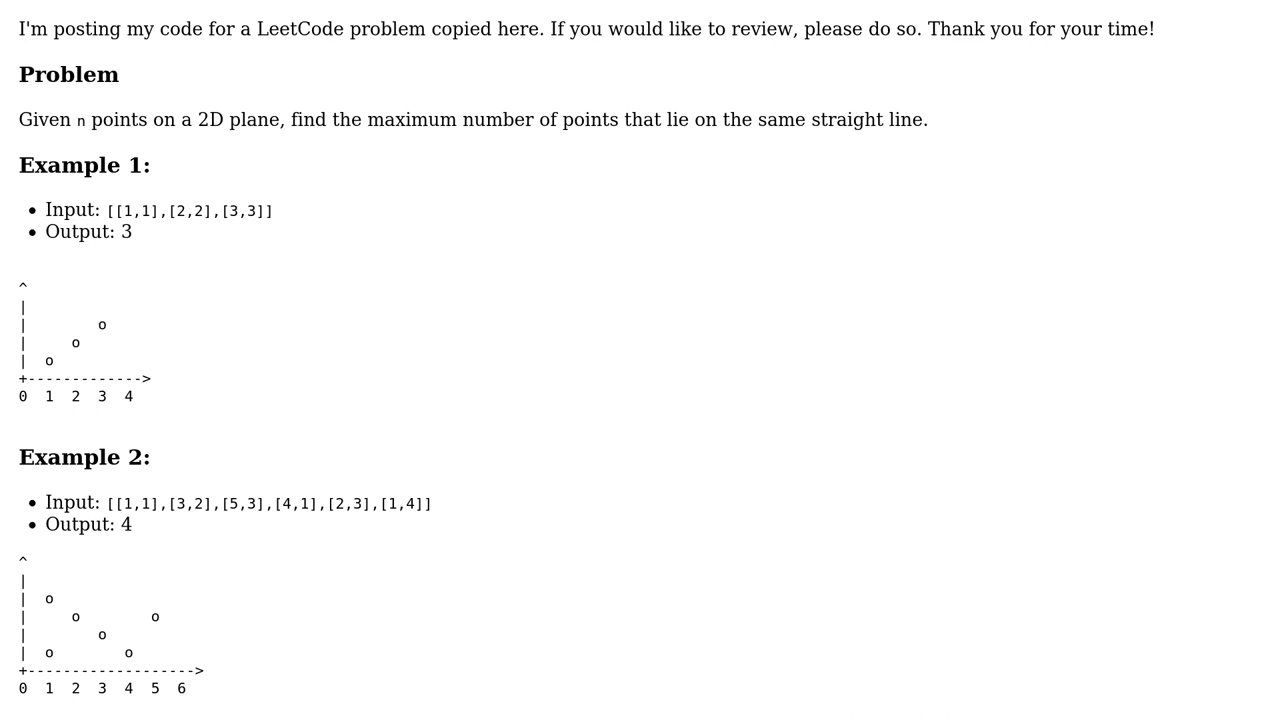 I'm posting my code for a LeetCode problem copied here. If you would like to review, please do so. Thank you for your time!
Problem
Given n points on a 2D plane, find the maximum number of points that lie on the same straight line.
Example 1:
• Input: [[1,1],[2,2],[3,3]]
• Output: 3
^
|
|        o
|     o
|  o
+------------->
0  1  2  3  4
Example 2:
• Input: [[1,1],[3,2],[5,3],[4,1],[2,3],[1,4]]
• Output: 4
^
|
|  o
|     o        o
|        o
|  o        o
+------------------->
0  1  2  3  4  5  6